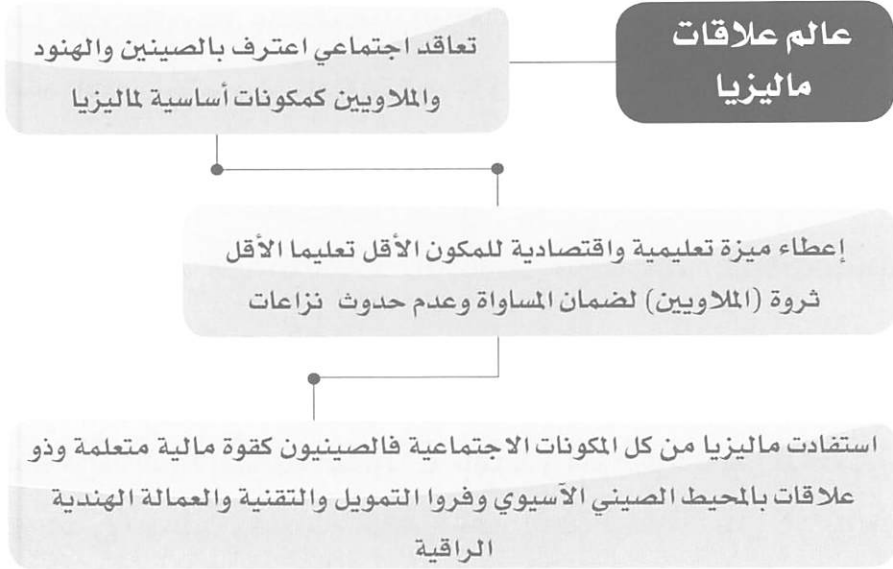 عالم علاقات
ماليزيا
تعاقد اجتماعي اعترف بالصينين والهنود
والملاويين كمكونات أساسية لماليزيا
إعطاء ميزة تعليمية واقتصادية للمكون الأقل تعليما الأقل
ثروة (الملاويين) لضمان المساواة وعدم حدوث نزاعات
استفادت ماليزيا من كل المكونات الاجتماعية فالصينيون كقوة مالية متعلمة وذو
علاقات بالمحيط الصيني الآسيوي وفروا التمويل والتقنية والعمالة الهندية
الراقية